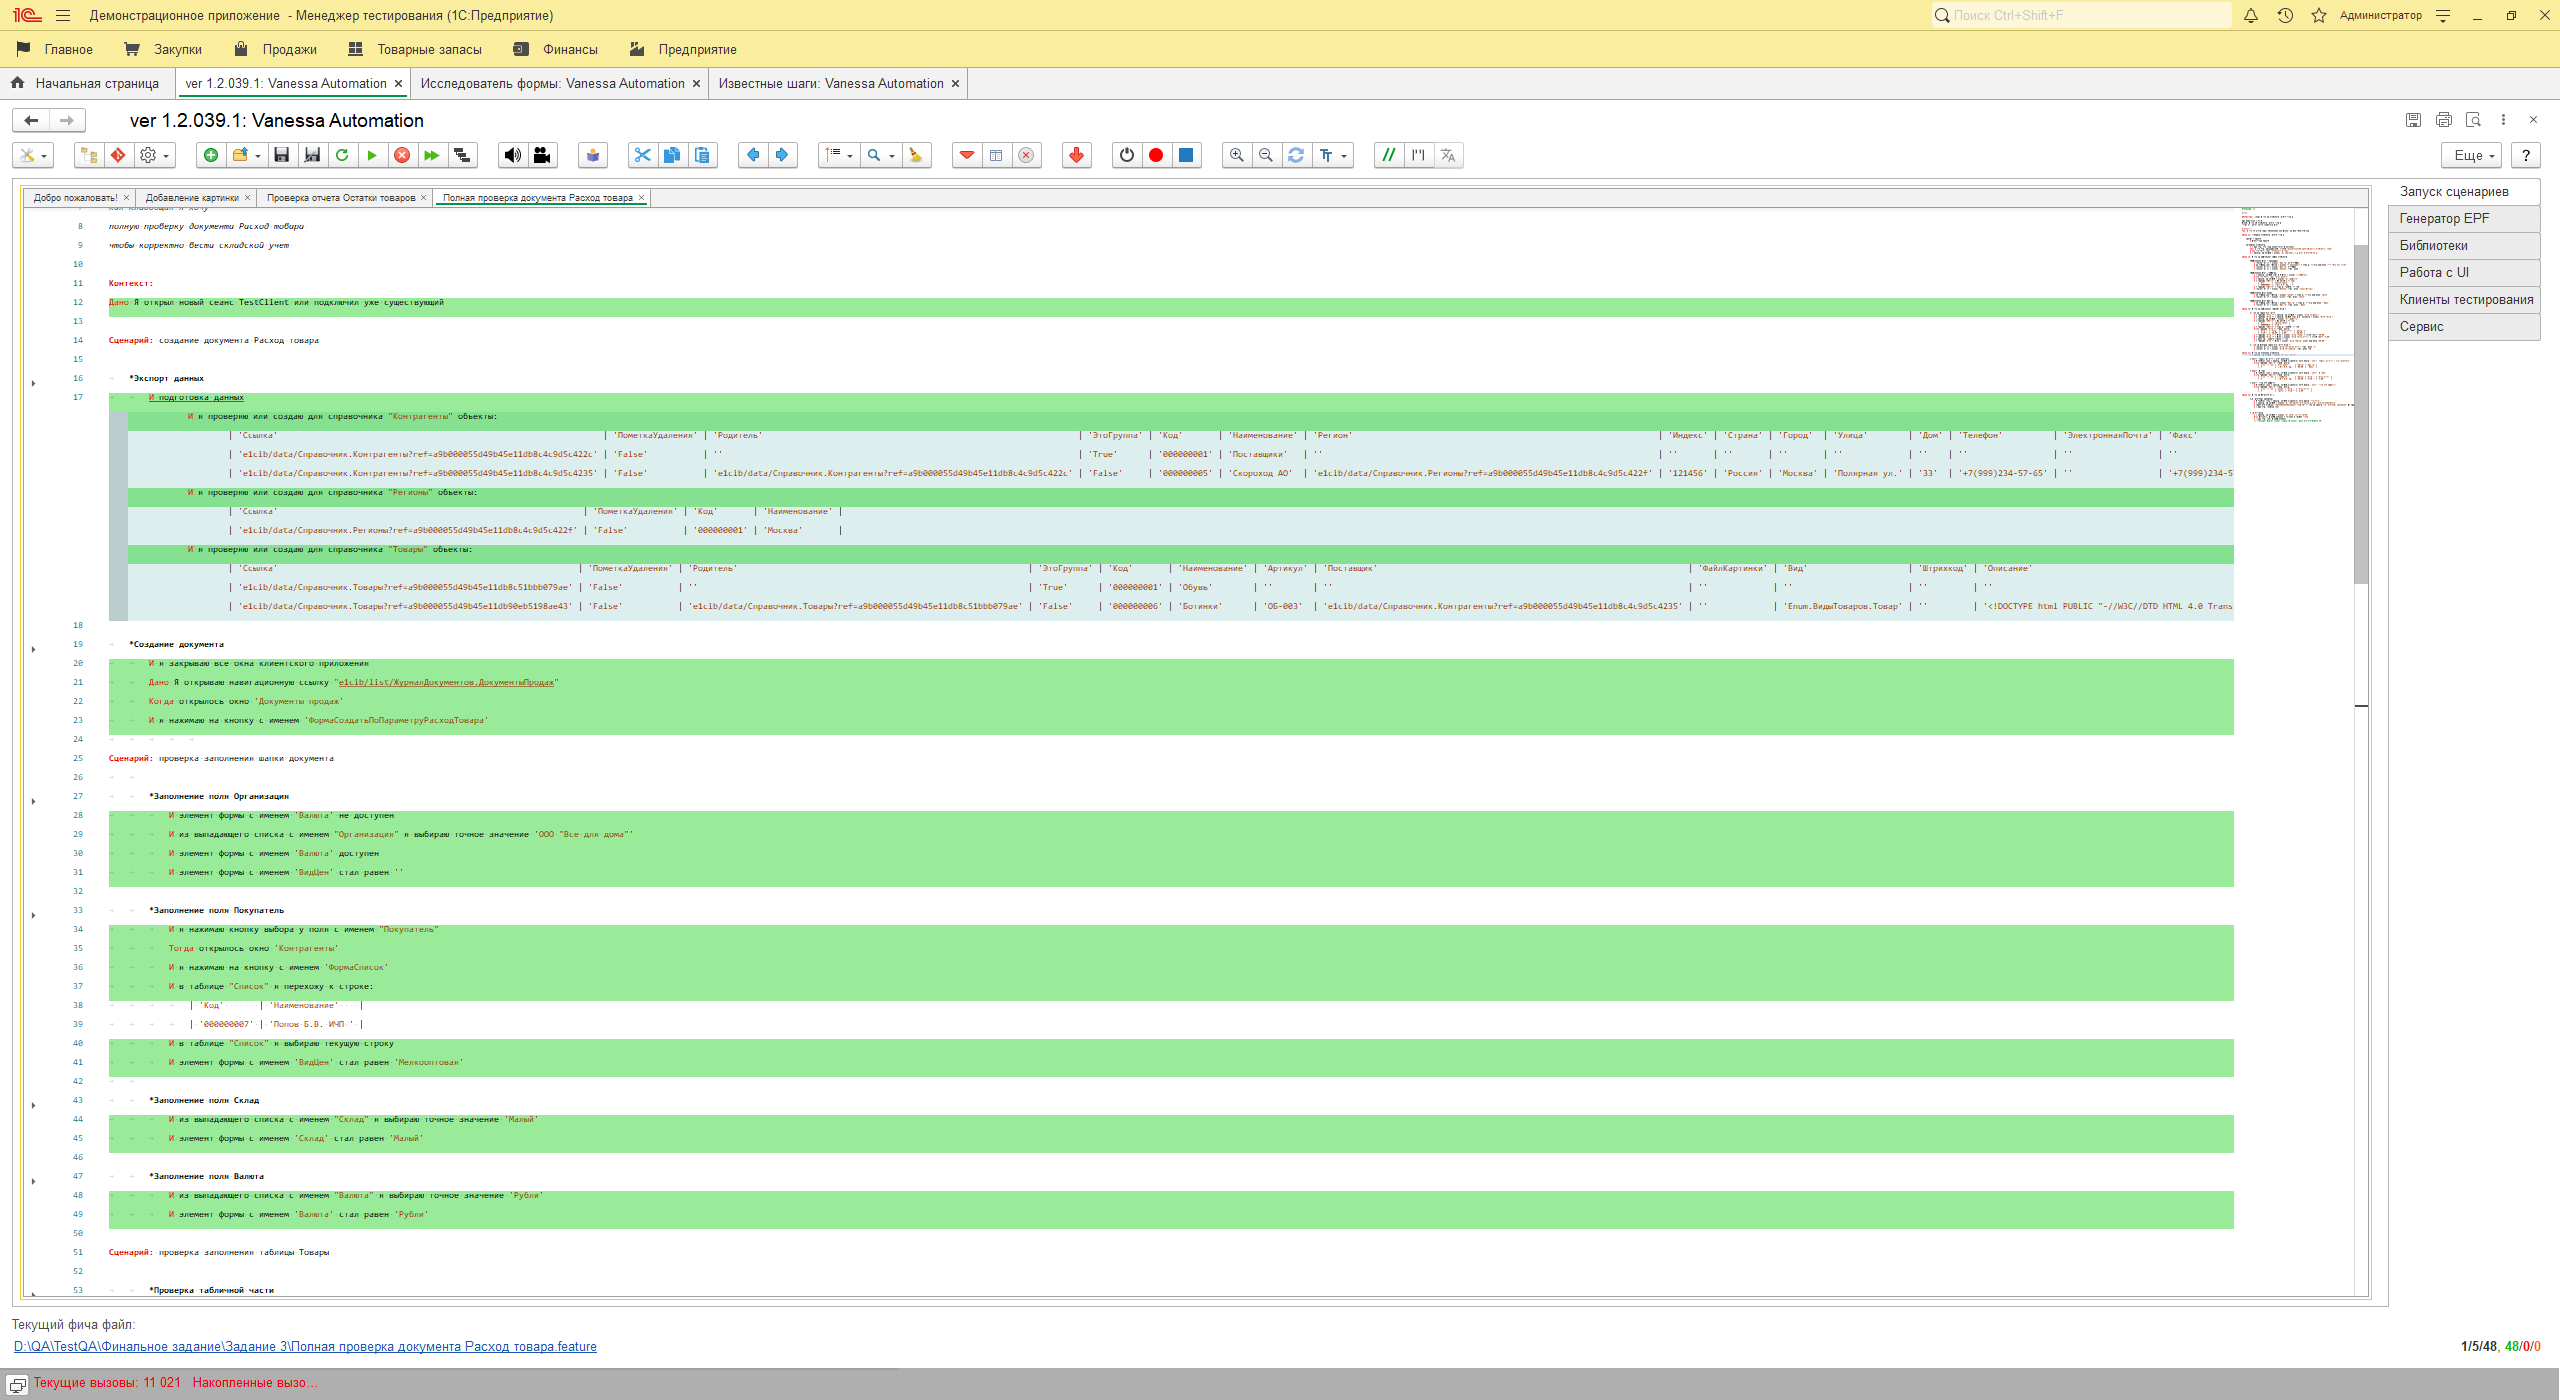 Демонстрационное приложение - Менеджер тестирования (1С:Предприятие)
Поиск Ctrl+Shift+F
Администратор
Главное
Закупки
Продажи
Товарные запасы
Финансы
Предприятие
Начальная страница
ver 1.2.039.1: Vanessa Automation
Исследователь формы: Vanessa Automation
Известные шаги: Vanessa Automation
ver 1.2.039.1: Vanessa Automation
Еще
?
Добро пожаловать!
Добавление картинки
Проверка отчета Остатки товаров
Полная проверка документа Расход товара
Запуск сценариев
Генератор EPF
Библиотеки
Работа с UI
Клиенты тестирования
Сервис
8 полную проверку документа Расход товара
9 чтобы корректно вести складской учет
10
11 Контекст:
12 Дано Я открыл новый сеанс TestClient или подключил уже существующий
13
14 Сценарий: создание документа Расход товара
15
16 *Экспорт данных
17 И подготовка данных
И я проверяю или создаю для справочника "Контрагенты" объекты:
| 'Ссылка' | 'ПометкаУдаления' | 'Родитель' | 'ЭтоГруппа' | 'Код' | 'Наименование' | 'Регион' | 'Индекс' | 'Страна' | 'Город' | 'Улица' | 'Дом' | 'Телефон' | 'ЭлектроннаяПочта' | 'Факс'
| 'e1cib/data/Справочник.Контрагенты?ref=a9b000055d49b45e11db8c4c9d5c422c' | 'False' | '' | 'True' | '000000001' | 'Поставщики' | '' | '' | '' | '' | '' | '' | '' | '' | ''
| 'e1cib/data/Справочник.Контрагенты?ref=a9b000055d49b45e11db8c4c9d5c4235' | 'False' | 'e1cib/data/Справочник.Контрагенты?ref=a9b000055d49b45e11db8c4c9d5c422c' | 'False' | '000000005' | 'Скороход АО' | 'e1cib/data/Справочник.Регионы?ref=a9b000055d49b45e11db8c4c9d5c422f' | '121456' | 'Россия' | 'Москва' | 'Полярная ул.' | '33' | '+7(999)234-57-65' | '' | '+7(999)234-5
И я проверяю или создаю для справочника "Регионы" объекты:
| 'Ссылка' | 'ПометкаУдаления' | 'Код' | 'Наименование' |
| 'e1cib/data/Справочник.Регионы?ref=a9b000055d49b45e11db8c4c9d5c422f' | 'False' | '000000001' | 'Москва' |
И я проверяю или создаю для справочника "Товары" объекты:
| 'Ссылка' | 'ПометкаУдаления' | 'Родитель' | 'ЭтоГруппа' | 'Код' | 'Наименование' | 'Артикул' | 'Поставщик' | 'ФайлКартинки' | 'Вид' | 'Штрихкод' | 'Описание'
| 'e1cib/data/Справочник.Товары?ref=a9b000055d49b45e11db8c51bbb079ae' | 'False' | '' | 'True' | '000000001' | 'Обувь' | '' | '' | '' | '' | '' | ''
| 'e1cib/data/Справочник.Товары?ref=a9b000055d49b45e11db90eb5198ae43' | 'False' | 'e1cib/data/Справочник.Товары?ref=a9b000055d49b45e11db8c51bbb079ae' | 'False' | '000000006' | 'Ботинки' | 'ОБ-003' | 'e1cib/data/Справочник.Контрагенты?ref=a9b000055d49b45e11db8c4c9d5c4235' | '' | 'Enum.ВидыТоваров.Товар' | '' | '<!DOCTYPE html PUBLIC "-//W3C//DTD HTML 4.0 Trans
18
19 *Создание документа
20 И я закрываю все окна клиентского приложения
21 Дано Я открываю навигационную ссылку "e1cib/list/ЖурналДокументов.ДокументыПродаж"
22 Когда открылось окно 'Документы продаж'
23 И я нажимаю на кнопку с именем 'ФормаСоздатьПоПараметруРасходТовара'
24
25 Сценарий: проверка заполнения шапки документа
26
27 *Заполнение поля Организация
28 И элемент формы с именем 'Валюта' не доступен
29 И из выпадающего списка с именем "Организация" я выбираю точное значение 'ООО "Все для дома"'
30 И элемент формы с именем 'Валюта' доступен
31 И элемент формы с именем 'ВидЦен' стал равен ''
32
33 *Заполнение поля Покупатель
34 И я нажимаю кнопку выбора у поля с именем "Покупатель"
35 Тогда открылось окно 'Контрагенты'
36 И я нажимаю на кнопку с именем 'ФормаСписок'
37 И в таблице "Список" я перехожу к строке:
38 | 'Код' | 'Наименование' |
39 | '000000007' | 'Попов Б.В. ИЧП ' |
40 И в таблице "Список" я выбираю текущую строку
41 И элемент формы с именем 'ВидЦен' стал равен 'Мелкооптовая'
42
43 *Заполнение поля Склад
44 И из выпадающего списка с именем "Склад" я выбираю точное значение 'Малый'
45 И элемент формы с именем 'Склад' стал равен 'Малый'
46
47 *Заполнение поля Валюта
48 И из выпадающего списка с именем "Валюта" я выбираю точное значение 'Рубли'
49 И элемент формы с именем 'Валюта' стал равен 'Рубли'
50
51 Сценарий: проверка заполнения таблицы Товары
52
53 *Проверка табличной части
Текущий фича файл:
D:\QA\TestQA\Финальное задание\Задание 3\Полная проверка документа Расход товара.feature
1/5/48, 48/0/0
Текущие вызовы: 11 021 Накопленные вызо...